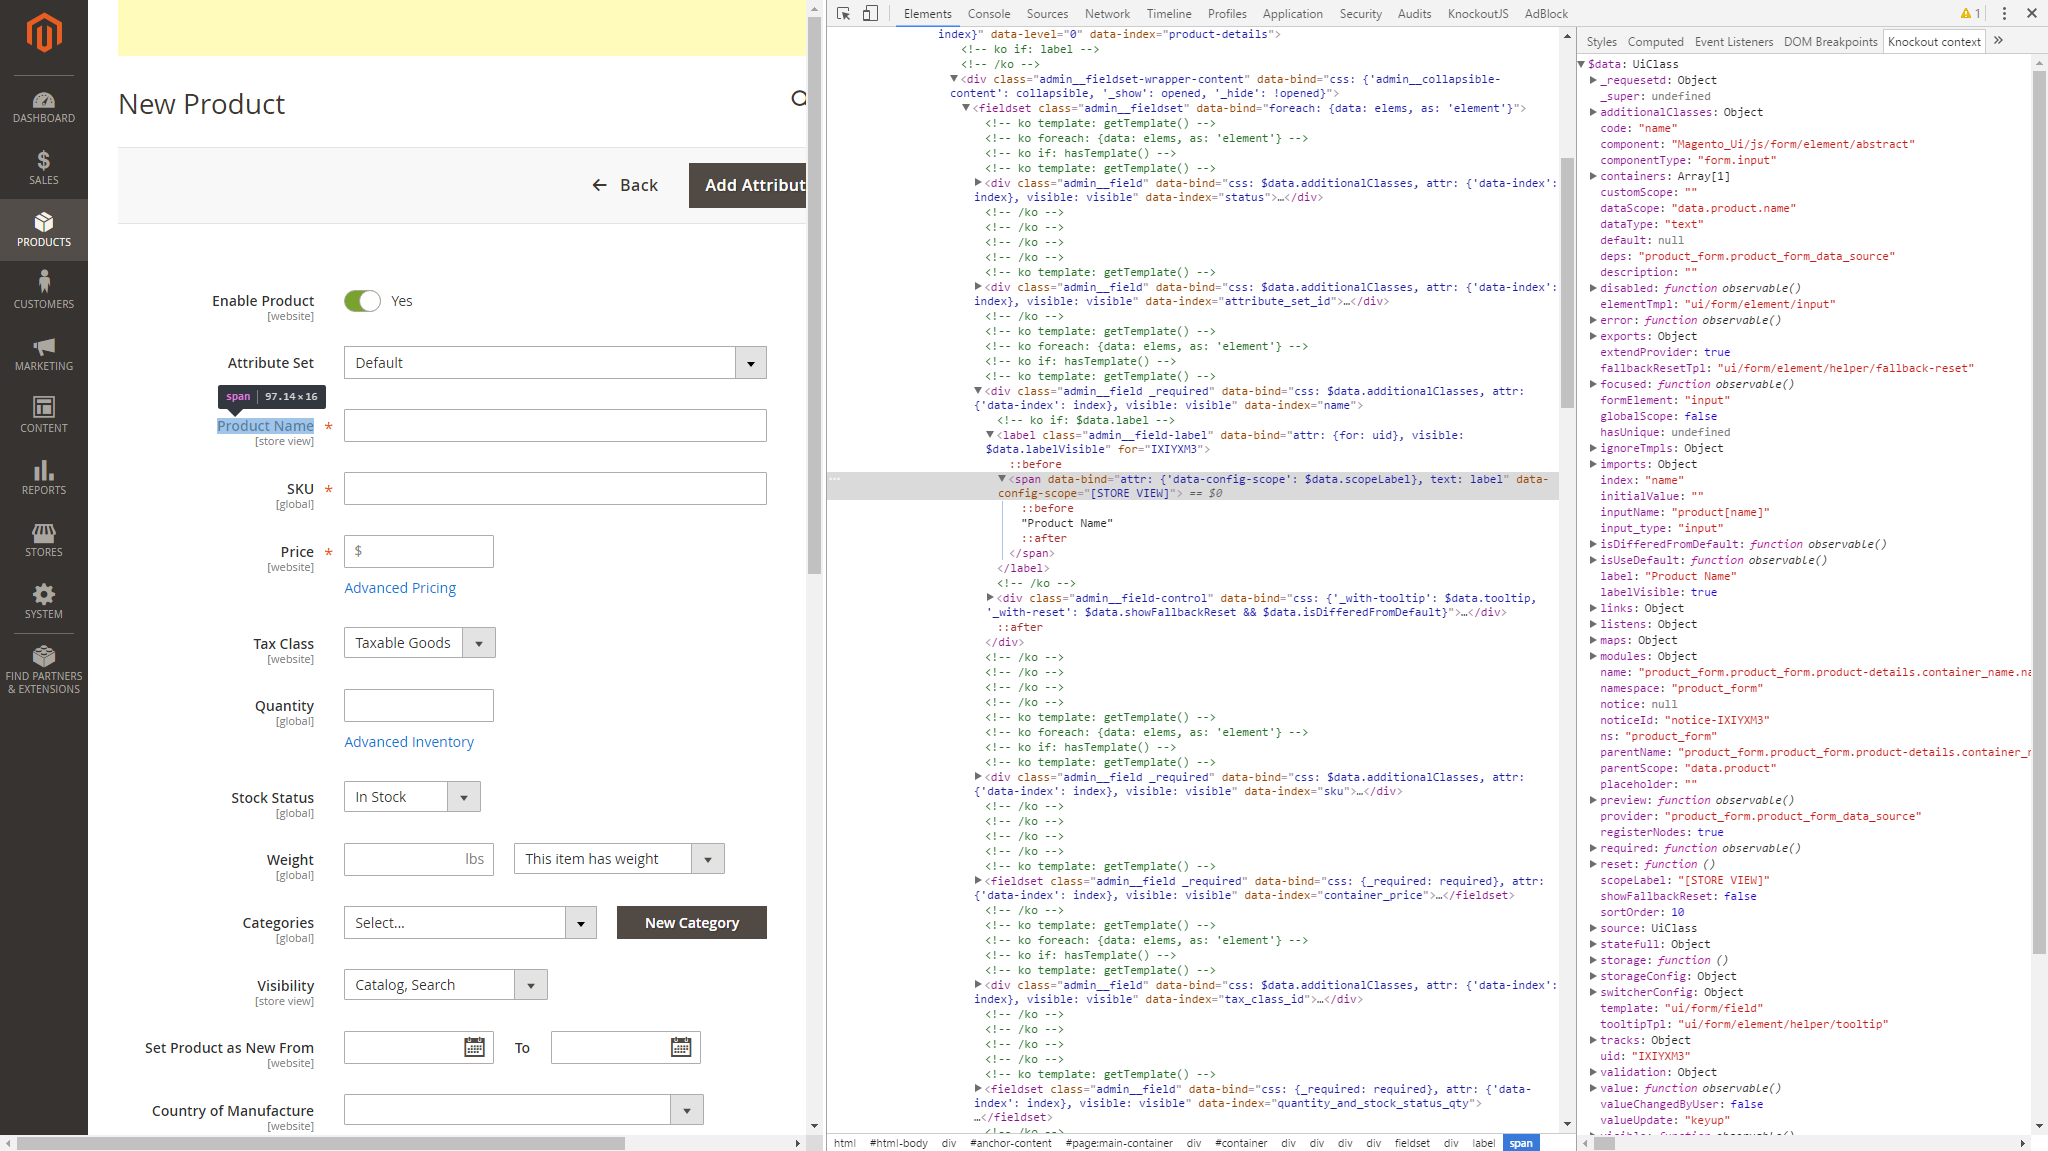 DASHBOARD
SALES
PRODUCTS
CUSTOMERS
MARKETING
CONTENT
REPORTS
STORES
SYSTEM
FIND PARTNERS
& EXTENSIONS
New Product
Back
Add Attribut
Enable Product
[website]
Yes
Attribute Set
Default
span 97.14 × 16
Product Name *
[store view]
SKU *
[global]
Price *
[website]
$
Advanced Pricing
Tax Class
[website]
Taxable Goods
Quantity
[global]
Advanced Inventory
Stock Status
[global]
In Stock
Weight
[global]
lbs
This item has weight
Categories
[global]
Select...
New Category
Visibility
[store view]
Catalog, Search
Set Product as New From
[website]
To
Country of Manufacture
[website]
Elements Console Sources Network Timeline Profiles Application Security Audits KnockoutJS AdBlock
1
index}" data-level="0" data-index="product-details">
<!-- ko if: label -->
<!-- /ko -->
<div class="admin__fieldset-wrapper-content" data-bind="css: {'admin__collapsible-
content': collapsible, '_show': opened, '_hide': !opened}">
<fieldset class="admin__fieldset" data-bind="foreach: {data: elems, as: 'element'}">
<!-- ko template: getTemplate() -->
<!-- ko foreach: {data: elems, as: 'element'} -->
<!-- ko if: hasTemplate() -->
<!-- ko template: getTemplate() -->
<div class="admin__field" data-bind="css: $data.additionalClasses, attr: {'data-index':
index}, visible: visible" data-index="status">…</div>
<!-- /ko -->
<!-- /ko -->
<!-- /ko -->
<!-- /ko -->
<!-- ko template: getTemplate() -->
<div class="admin__field" data-bind="css: $data.additionalClasses, attr: {'data-index':
index}, visible: visible" data-index="attribute_set_id">…</div>
<!-- /ko -->
<!-- ko template: getTemplate() -->
<!-- ko foreach: {data: elems, as: 'element'} -->
<!-- ko if: hasTemplate() -->
<!-- ko template: getTemplate() -->
<div class="admin__field _required" data-bind="css: $data.additionalClasses, attr:
{'data-index': index}, visible: visible" data-index="name">
<!-- ko if: $data.label -->
<label class="admin__field-label" data-bind="attr: {for: uid}, visible:
$data.labelVisible" for="IXIYXM3">
::before
<span data-bind="attr: {'data-config-scope': $data.scopeLabel}, text: label" data-
config-scope="[STORE VIEW]"> == $0
::before
"Product Name"
::after
</span>
</label>
<!-- /ko -->
<div class="admin__field-control" data-bind="css: {'_with-tooltip': $data.tooltip,
'_with-reset': $data.showFallbackReset && $data.isDifferedFromDefault}">…</div>
::after
</div>
<!-- /ko -->
<!-- /ko -->
<!-- /ko -->
<!-- /ko -->
<!-- ko template: getTemplate() -->
<!-- ko foreach: {data: elems, as: 'element'} -->
<!-- ko if: hasTemplate() -->
<!-- ko template: getTemplate() -->
<div class="admin__field _required" data-bind="css: $data.additionalClasses, attr:
{'data-index': index}, visible: visible" data-index="sku">…</div>
<!-- /ko -->
<!-- /ko -->
<!-- /ko -->
<!-- /ko -->
<!-- ko template: getTemplate() -->
<fieldset class="admin__field _required" data-bind="css: {_required: required}, attr:
{'data-index': index}, visible: visible" data-index="container_price">…</fieldset>
<!-- /ko -->
<!-- ko template: getTemplate() -->
<!-- ko foreach: {data: elems, as: 'element'} -->
<!-- ko if: hasTemplate() -->
<!-- ko template: getTemplate() -->
<div class="admin__field" data-bind="css: $data.additionalClasses, attr: {'data-index':
index}, visible: visible" data-index="tax_class_id">…</div>
<!-- /ko -->
<!-- /ko -->
<!-- /ko -->
<!-- /ko -->
<!-- ko template: getTemplate() -->
<fieldset class="admin__field" data-bind="css: {_required: required}, attr: {'data-
index': index}, visible: visible" data-index="quantity_and_stock_status_qty">
…</fieldset>
html #html-body div #anchor-content #page:main-container div #container div div div div fieldset div label span
Styles Computed Event Listeners DOM Breakpoints Knockout context
$data: UiClass
_requesetd: Object
_super: undefined
additionalClasses: Object
code: "name"
component: "Magento_Ui/js/form/element/abstract"
componentType: "form.input"
containers: Array[1]
customScope: ""
dataScope: "data.product.name"
dataType: "text"
default: null
deps: "product_form.product_form_data_source"
description: ""
disabled: function observable()
elementTmpl: "ui/form/element/input"
error: function observable()
exports: Object
extendProvider: true
fallbackResetTpl: "ui/form/element/helper/fallback-reset"
focused: function observable()
formElement: "input"
globalScope: false
hasUnique: undefined
ignoreTmpls: Object
imports: Object
index: "name"
initialValue: ""
inputName: "product[name]"
input_type: "input"
isDifferedFromDefault: function observable()
isUseDefault: function observable()
label: "Product Name"
labelVisible: true
links: Object
listens: Object
maps: Object
modules: Object
name: "product_form.product_form.product-details.container_name.na
namespace: "product_form"
notice: null
noticeId: "notice-IXIYXM3"
ns: "product_form"
parentName: "product_form.product_form.product-details.container_r
parentScope: "data.product"
placeholder: ""
preview: function observable()
provider: "product_form.product_form_data_source"
registerNodes: true
required: function observable()
reset: function ()
scopeLabel: "[STORE VIEW]"
showFallbackReset: false
sortOrder: 10
source: UiClass
statefull: Object
storage: function ()
storageConfig: Object
switcherConfig: Object
template: "ui/form/field"
tooltipTpl: "ui/form/element/helper/tooltip"
tracks: Object
uid: "IXIYXM3"
validation: Object
value: function observable()
valueChangedByUser: false
valueUpdate: "keyup"